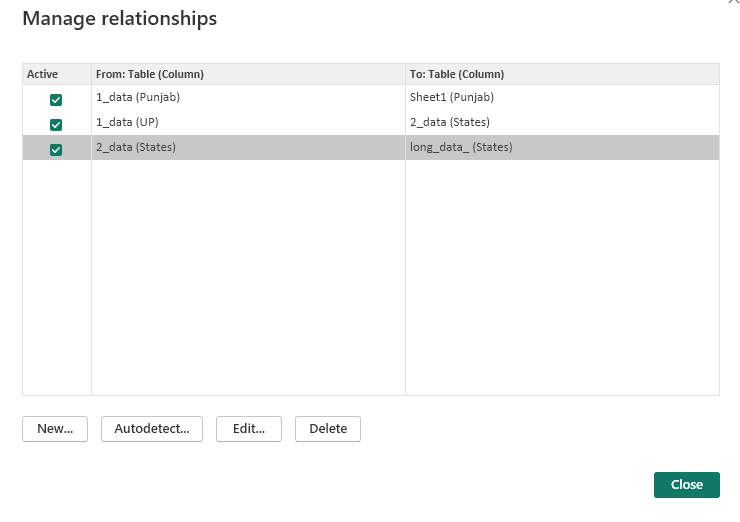 Manage relationships
Active From: Table (Column) To: Table (Column)
1_data (Punjab) Sheet1 (Punjab)
1_data (UP) 2_data (States)
2_data (States) long_data_ (States)
New... Autodetect... Edit... Delete
Close